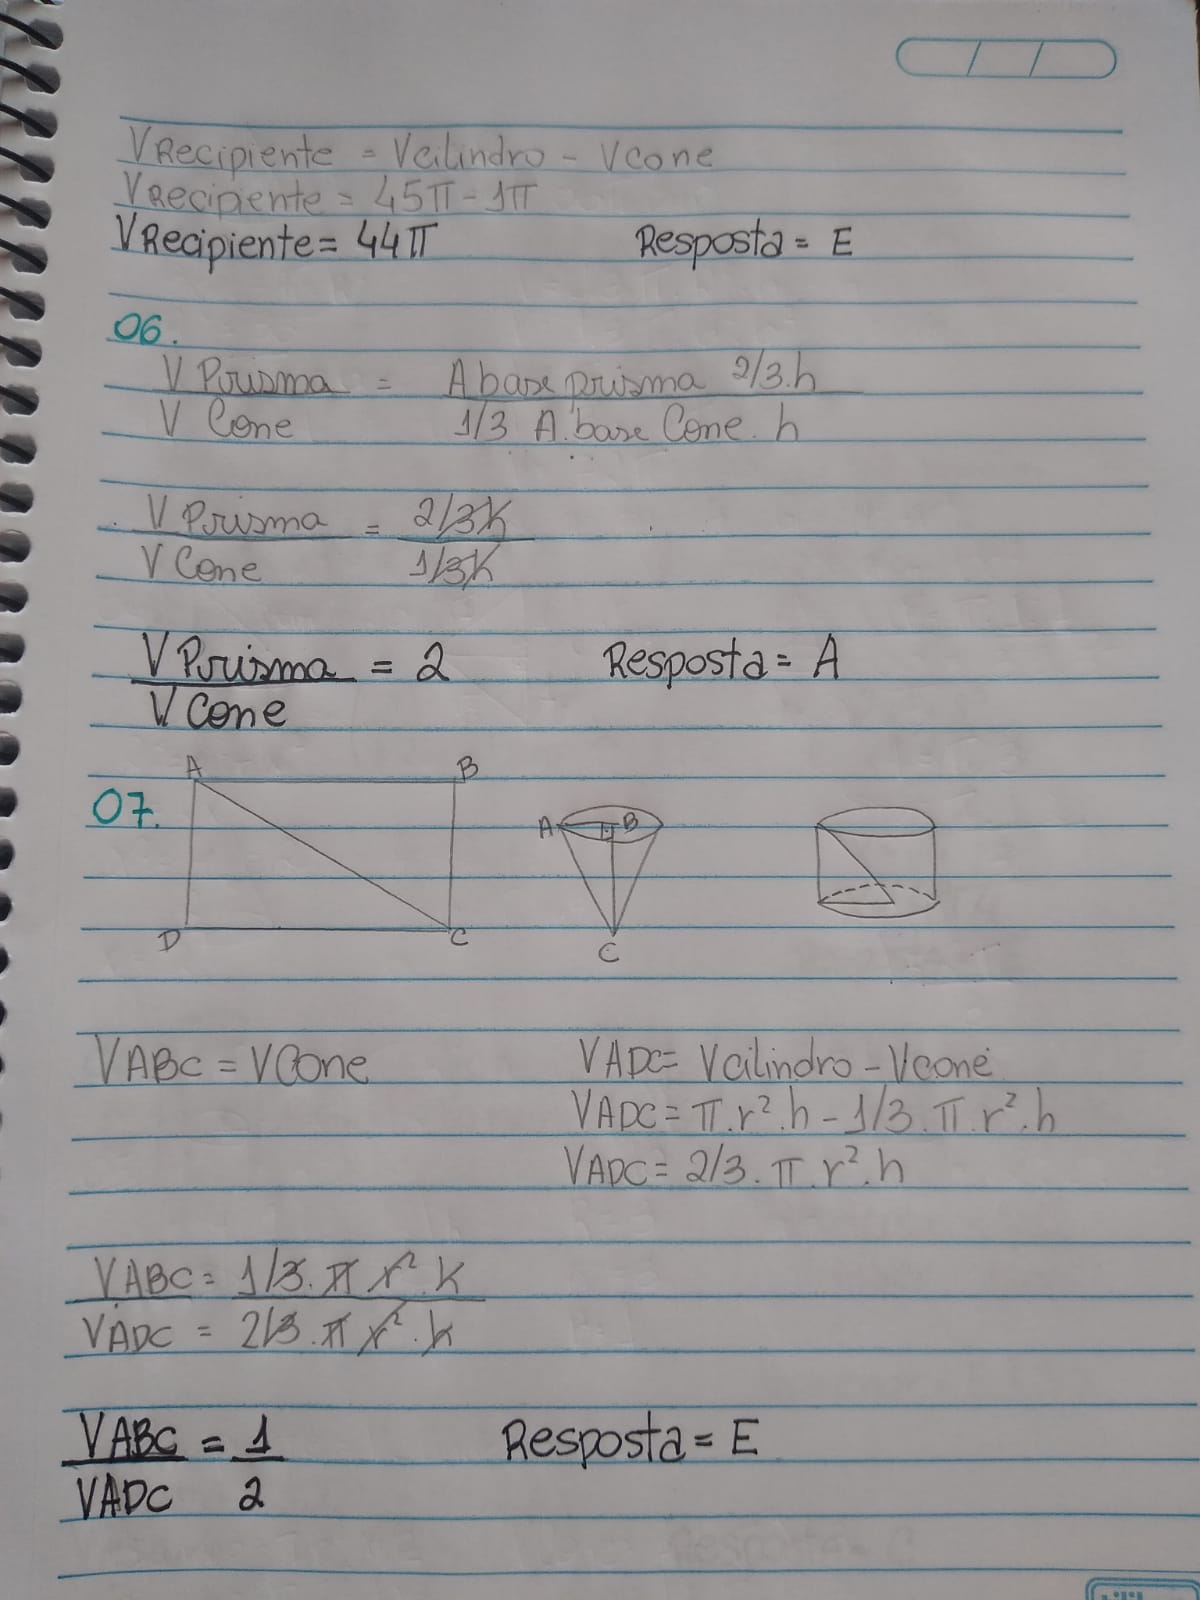 VRecipiente = Vcilindro - Vcone
VRecipiente = 45π - 1π
VRecipiente = 44π Resposta = E
06.
V Prisma = A base prisma 2/3.h
V Cone 1/3 A.base Cone.h
V Prisma = 2/3h
V Cone 1/3h
V Prisma = 2 Resposta = A
V Cone
A B
07. A B
D C C
VABC = VCone VADC = Vcilindro - Vcone
VADC = π.r².h - 1/3.π.r².h
VADC = 2/3.π.r².h
VABC = 1/3.π r².h
VADC = 2/3.π r².h
VABC = 1 Resposta = E
VADC 2